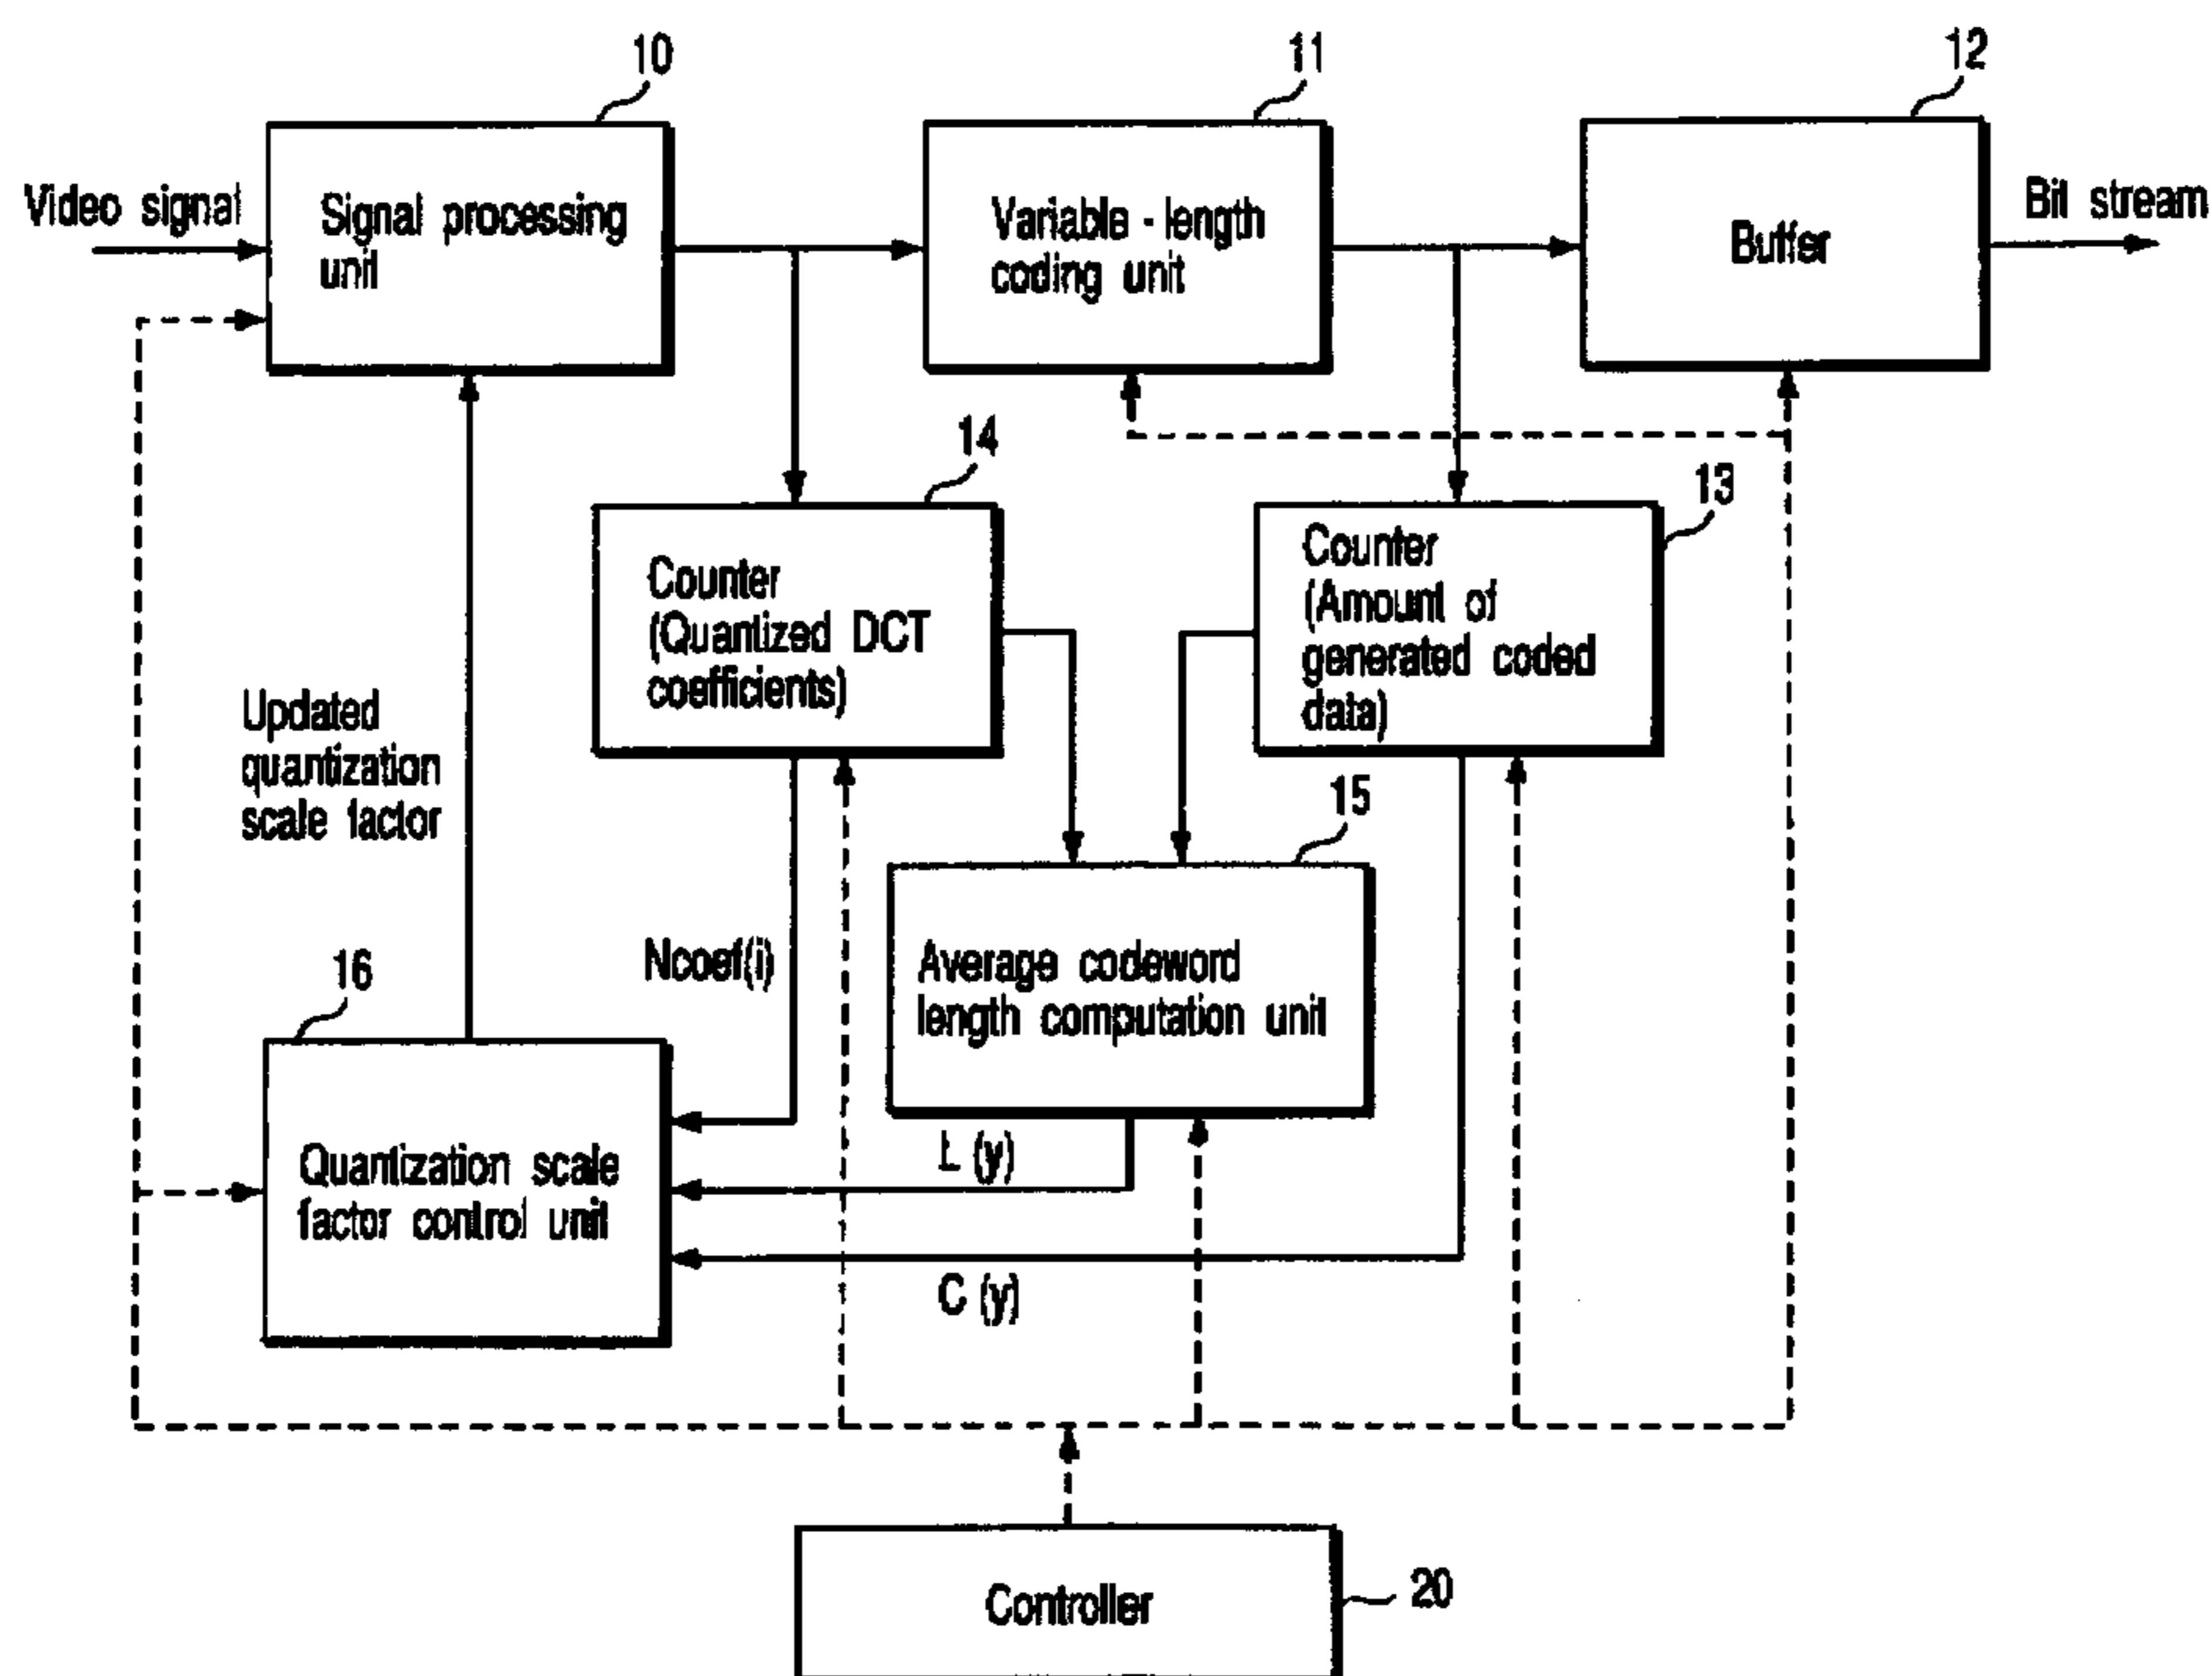 10
11
12
Video signal
Signal processing
unit
Variable-length
coding unit
Buffer
Bit stream
14
13
Counter
(Quantized DCT
coefficients)
Counter
(Amount of
generated coded
data)
Updated
quantization
scale factor
15
16
Ncoef(i)
Average codeword
length computation unit
L (y)
Quantization scale
factor control unit
C (y)
Controller
20